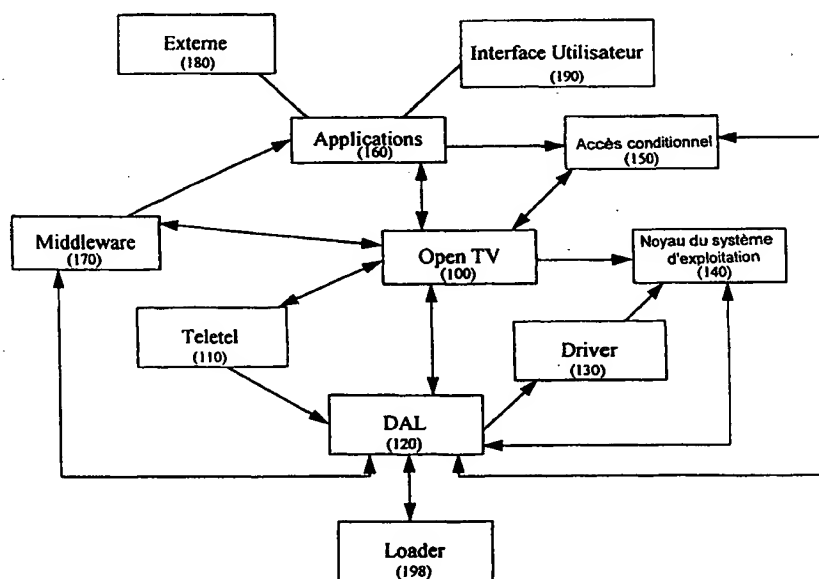 Externe
(180)
Interface Utilisateur
(190)
Applications
(160)
Accès conditionnel
(150)
Middleware
(170)
Open TV
(100)
Noyau du système
d'exploitation
(140)
Teletel
(110)
Driver
(130)
DAL
(120)
Loader
(198)